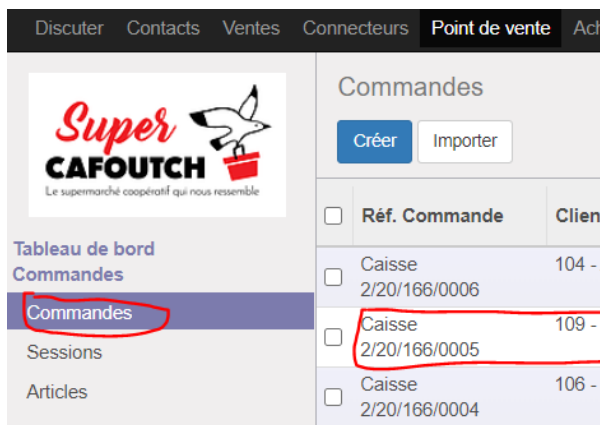 Discuter Contacts Ventes Connecteurs Point de vente
Super
CAFOUTCH
Le supermarché coopératif qui nous ressemble
Tableau de bord
Commandes
Commandes
Sessions
Articles
Commandes
Créer Importer
Réf. Commande Clien
Caisse 104 -
2/20/166/0006
Caisse 109 -
2/20/166/0005
Caisse 106 -
2/20/166/0004